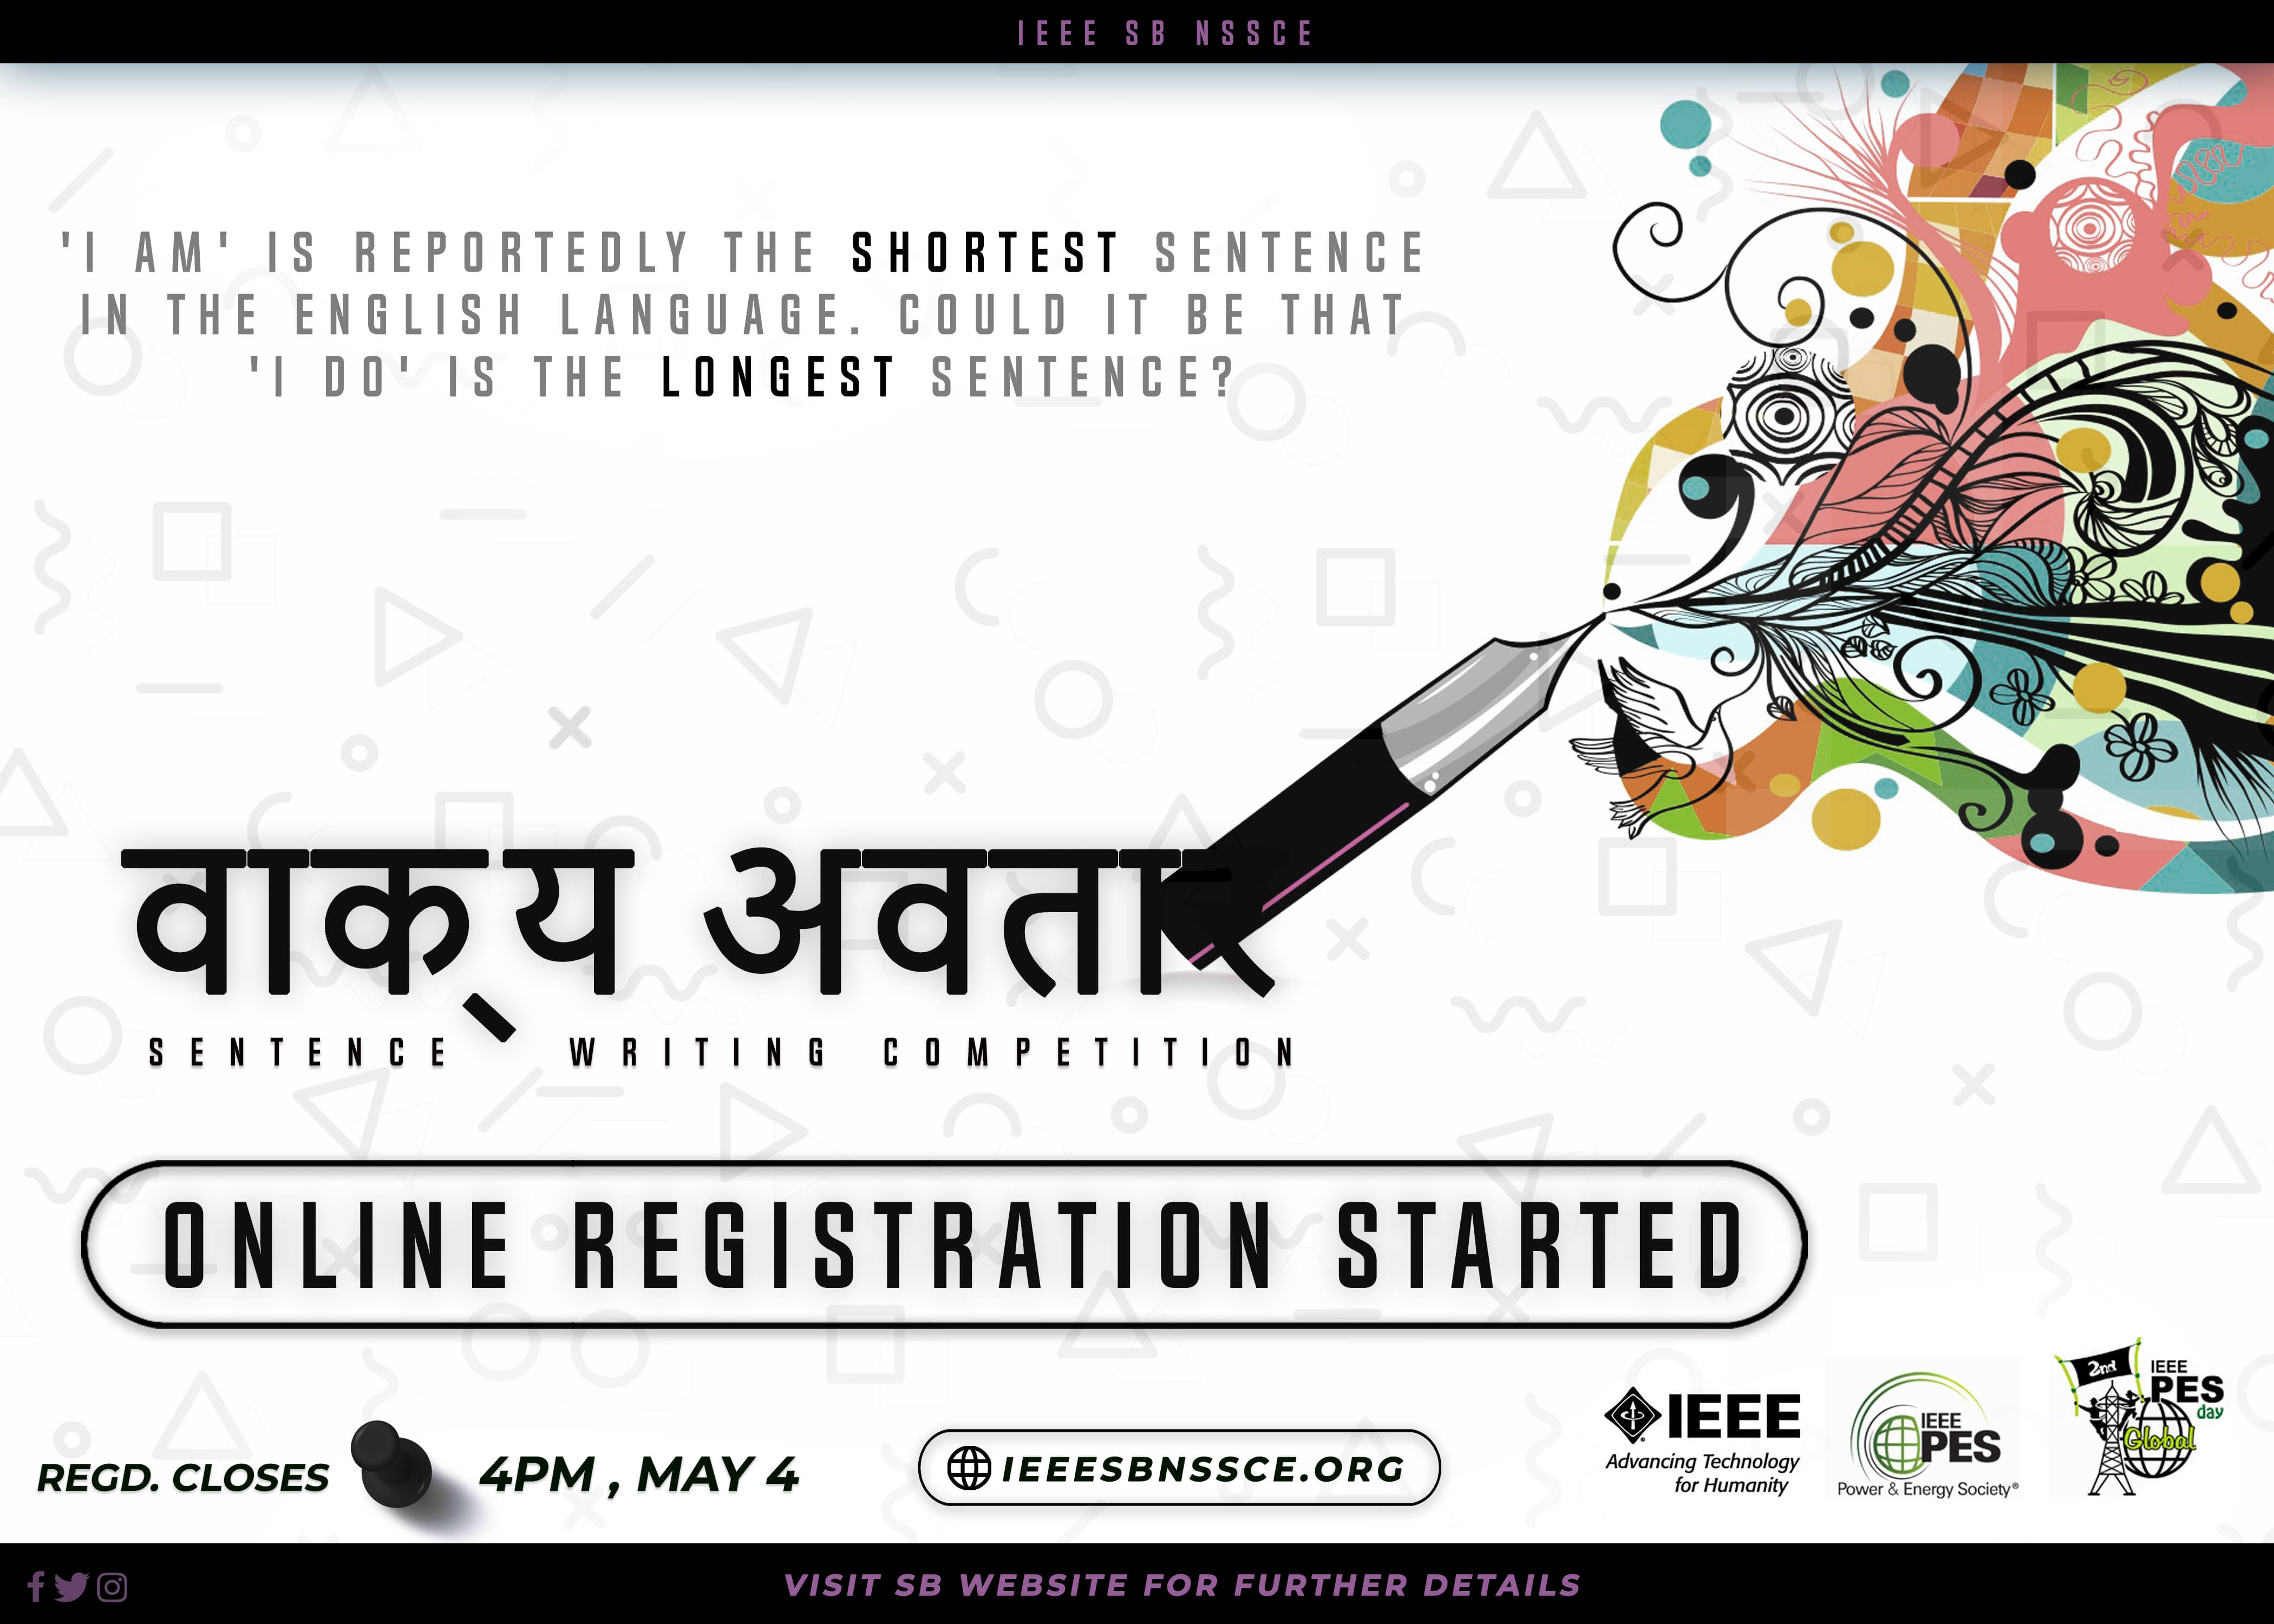 IEEE SB NSSCE
'I AM' IS REPORTEDLY THE SHORTEST SENTENCE
IN THE ENGLISH LANGUAGE. COULD IT BE THAT
'I DO' IS THE LONGEST SENTENCE?
वाक्‌य अवतार
SENTENCE WRITING COMPETITION
ONLINE REGISTRATION STARTED
REGD. CLOSES 4PM , MAY 4
IEEESBNSSCE.ORG
IEEE
Advancing Technology
for Humanity
IEEE
PES
Power & Energy Society®
2nd
IEEE
PES
day
Global
VISIT SB WEBSITE FOR FURTHER DETAILS